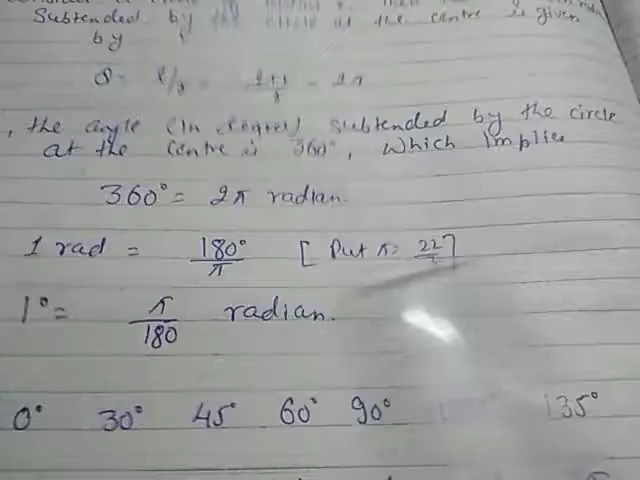 Subtended by the circle at the centre is given
by
θ = l/r = 2πr/r = 2π
, the angle (in degree) subtended by the circle
at the centre is 360°, which implies
360° = 2π radian.
1 rad = 180°/π [Put π = 22/7]
1° = π/180 radian.
0° 30° 45° 60° 90° 135°